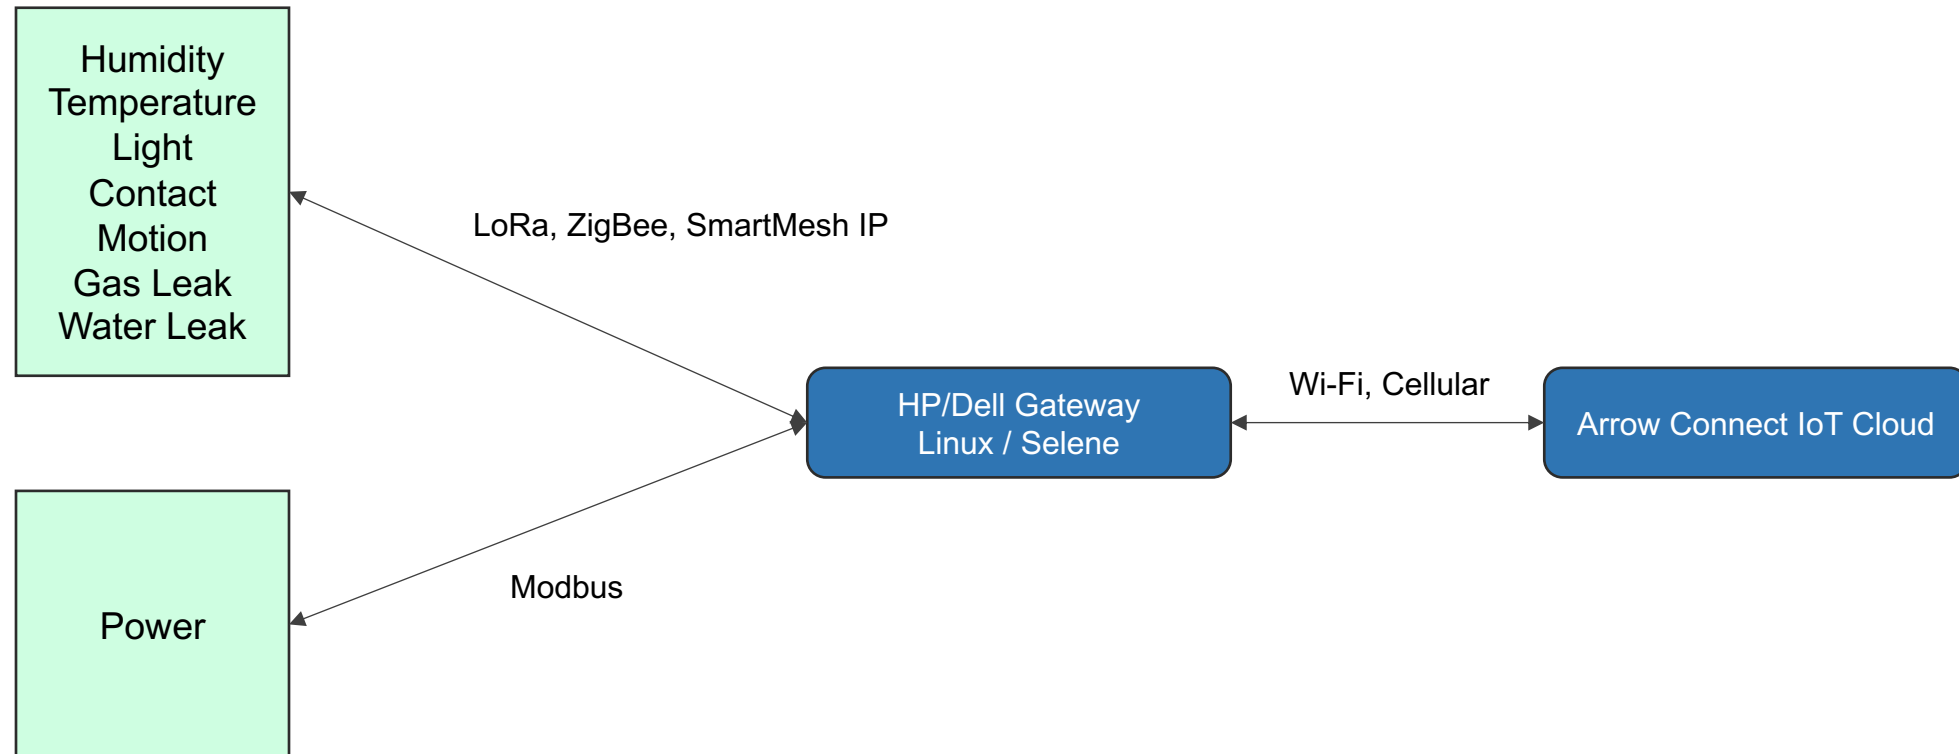 Humidity
Temperature
Light
Contact
Motion
Gas Leak
Water Leak
LoRa, ZigBee, SmartMesh IP
HP/Dell Gateway
Linux / Selene
Wi-Fi, Cellular
Arrow Connect IoT Cloud
Modbus
Power